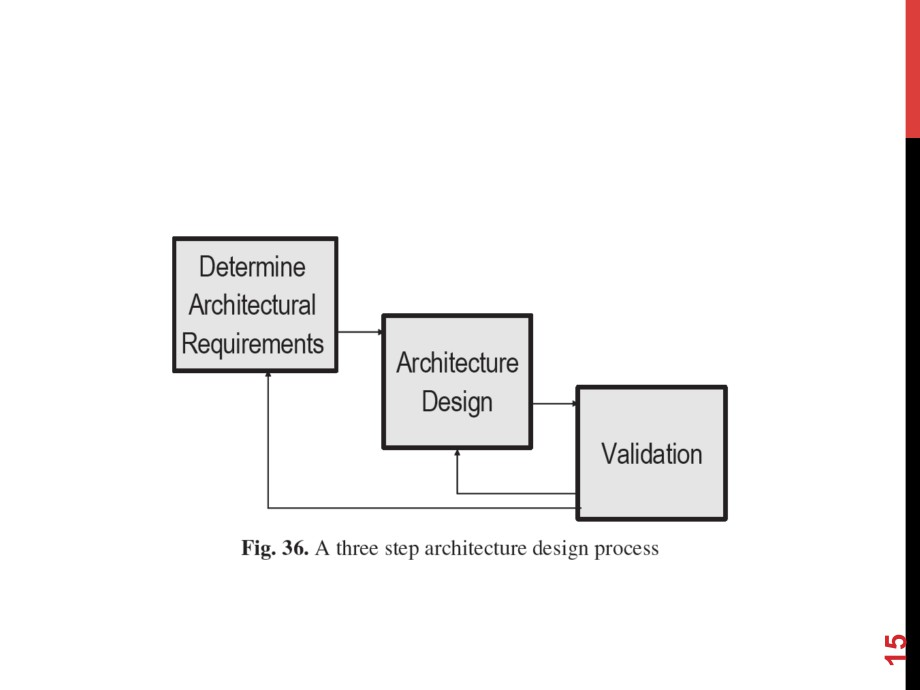 Determine
Architectural
Requirements
Architecture
Design
Validation
Fig. 36. A three step architecture design process
15